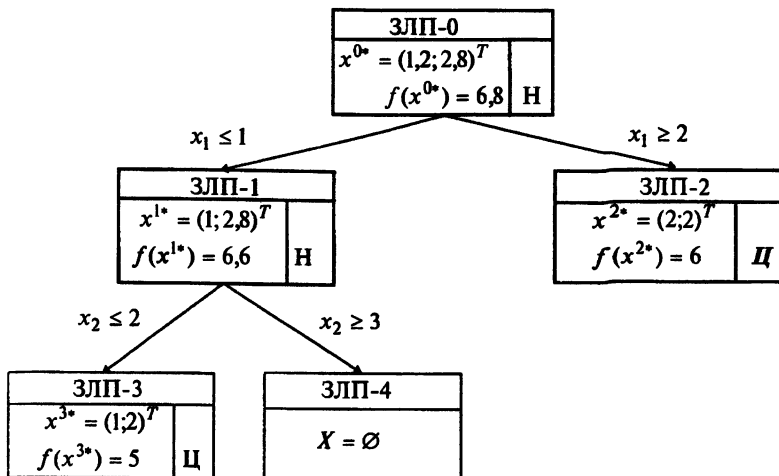 ЗЛП-0
x^{0*} = (1,2; 2,8)^T
f(x^{0*}) = 6,8 Н
x_1 ≤ 1
x_1 ≥ 2
ЗЛП-1
x^{1*} = (1; 2,8)^T
f(x^{1*}) = 6,6 Н
ЗЛП-2
x^{2*} = (2;2)^T
f(x^{2*}) = 6 Ц
x_2 ≤ 2
x_2 ≥ 3
ЗЛП-3
x^{3*} = (1;2)^T
f(x^{3*}) = 5 Ц
ЗЛП-4
X = ∅